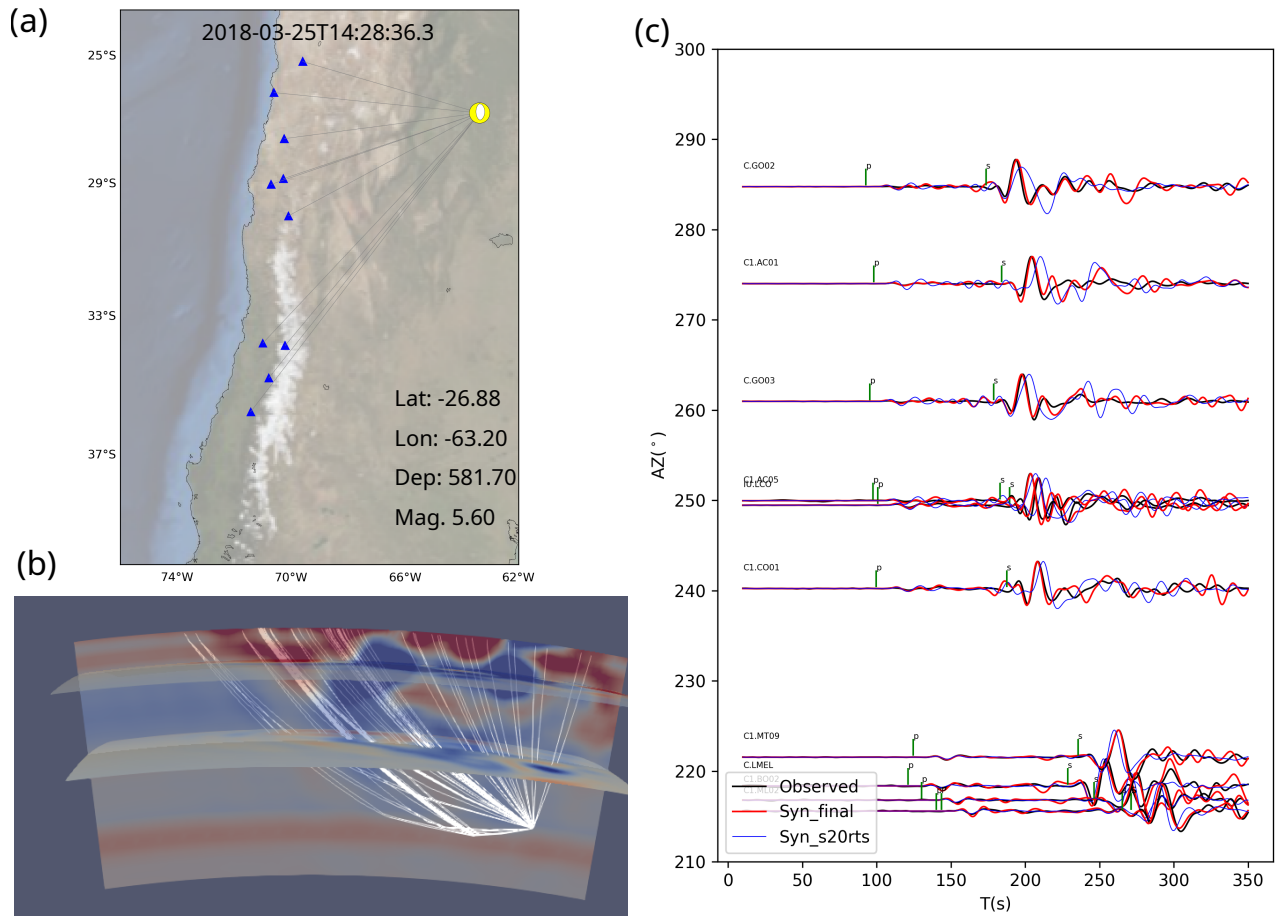 (a)
2018-03-25T14:28:36.3
25°S
29°S
33°S
37°S
Lat: -26.88
Lon: -63.20
Dep: 581.70
Mag. 5.60
74°W
70°W
66°W
62°W
(b)
(c)
300
290
280
270
260
250
240
230
220
210
AZ(°)
C.GO02
p
s
C1.AC01
p
s
C.GO03
p
s
C1.AC05
IU.LCO
p
p
s
s
C1.CO01
p
s
C1.MT09
p
s
C.LMEL
p
s
C1.BO02
p
s
Observed
Syn_final
Syn_s20rts
0
50
100
150
200
250
300
350
T(s)